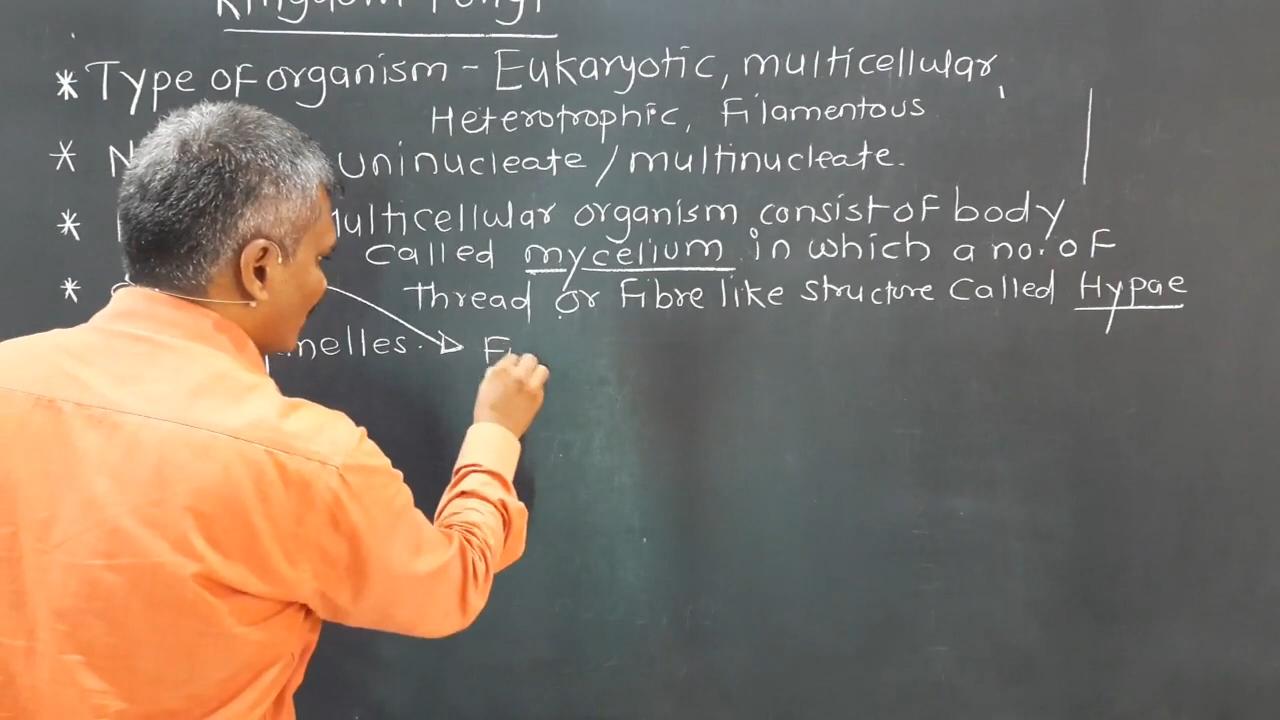 Kingdom Fungi
* Type of organism - Eukaryotic, multicellular,
Heterotrophic, Filamentous
* uninucleate / multinucleate.
* multicellular organism consist of body
called mycelium in which a no. of
* Thread or Fibre like structure called Hypae